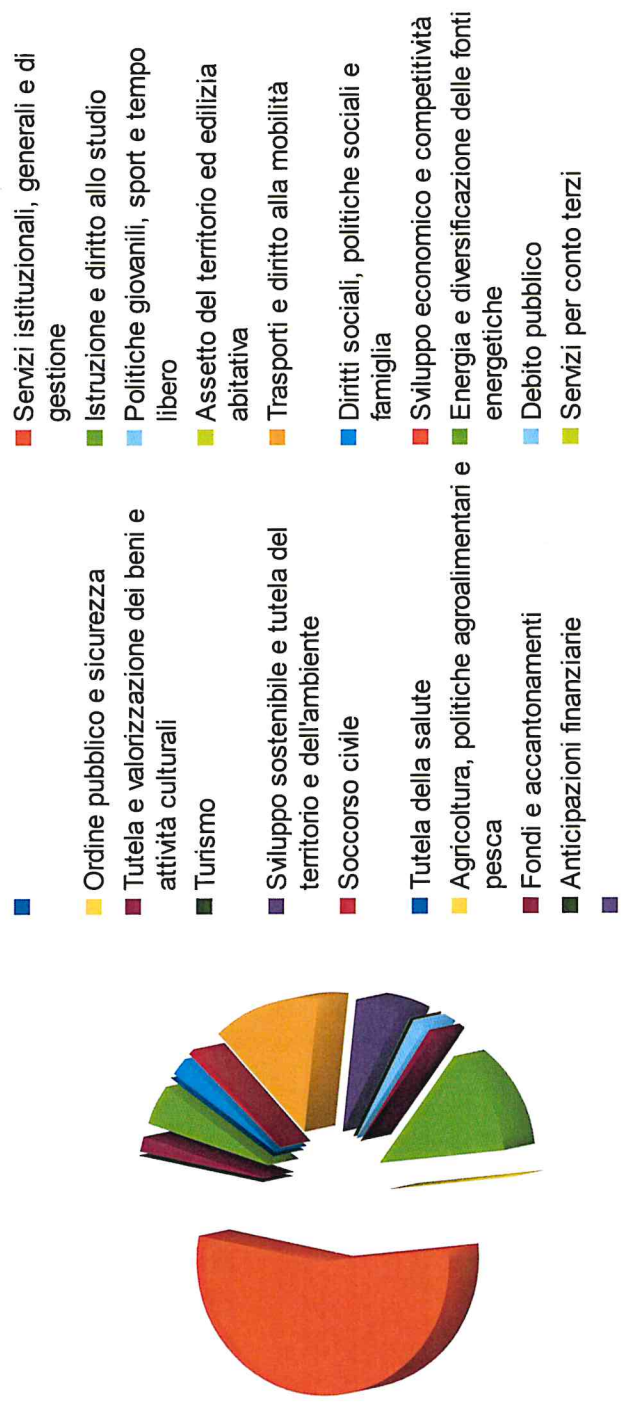 Ordine pubblico e sicurezza
Tutela e valorizzazione dei beni e
attività culturali
Turismo
Sviluppo sostenibile e tutela del
territorio e dell'ambiente
Soccorso civile
Tutela della salute
Agricoltura, politiche agroalimentari e
pesca
Fondi e accantonamenti
Anticipazioni finanziarie
Servizi istituzionali, generali e di
gestione
Istruzione e diritto allo studio
Politiche giovanili, sport e tempo
libero
Assetto del territorio ed edilizia
abitativa
Trasporti e diritto alla mobilità
Diritti sociali, politiche sociali e
famiglia
Sviluppo economico e competitività
Energia e diversificazione delle fonti
energetiche
Debito pubblico
Servizi per conto terzi